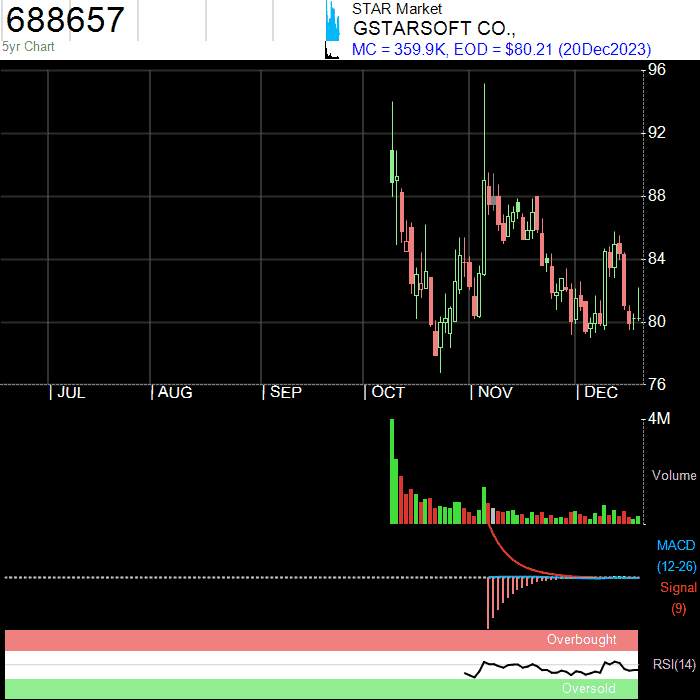 688657
5yr Chart
STAR Market
GSTARSOFT CO.,
MC = 359.9K, EOD = $80.21 (20Dec2023)
96
92
88
84
80
76
JUL
AUG
SEP
OCT
NOV
DEC
4M
Volume
MACD
(12-26)
Signal
(9)
Overbought
RSI(14)
Oversold